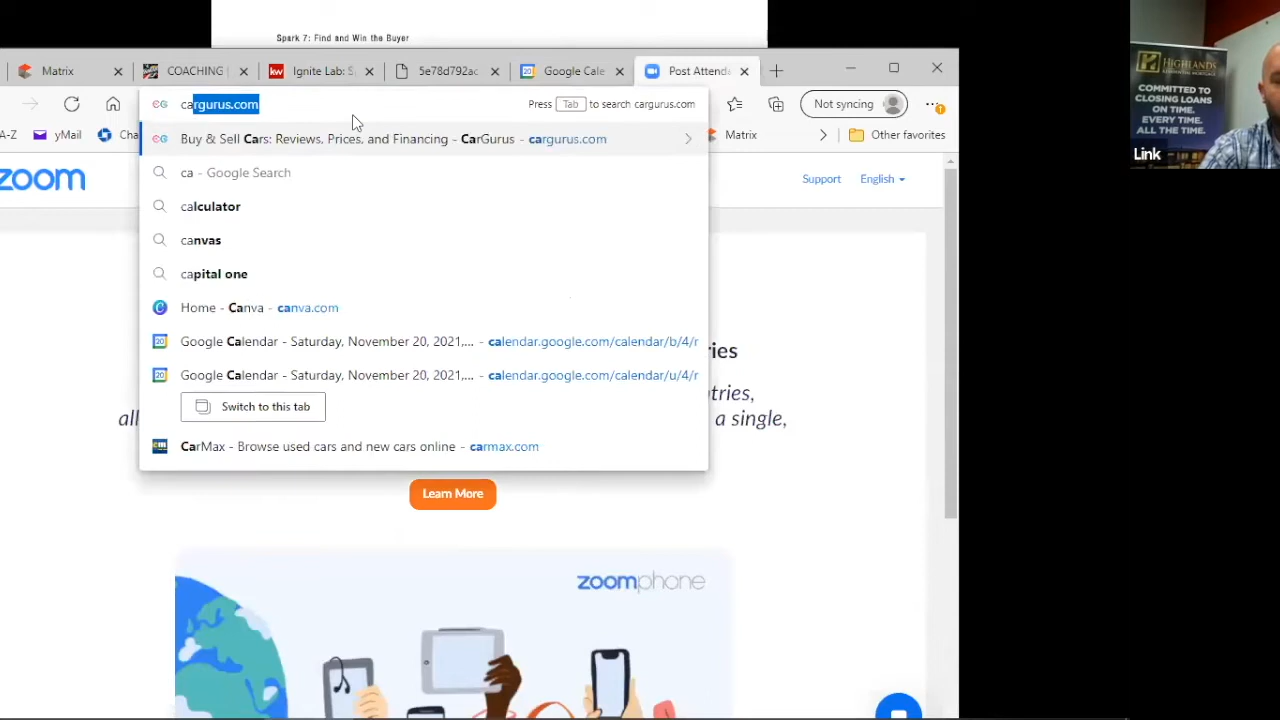 Spark 7: Find and Win the Buyer
Matrix
COACHING
Ignite Lab: S
5e78d792ac
Google Cale
Post Attend
cargurus.com
Press Tab to search cargurus.com
Not syncing
A-Z
yMail
Cha
Matrix
Other favorites
Buy & Sell Cars: Reviews, Prices, and Financing - CarGurus - cargurus.com
ca - Google Search
calculator
canvas
capital one
Home - Canva - canva.com
Google Calendar - Saturday, November 20, 2021,... - calendar.google.com/calendar/b/4/r
Google Calendar - Saturday, November 20, 2021,... - calendar.google.com/calendar/u/4/r
Switch to this tab
CarMax - Browse used cars and new cars online - carmax.com
zoom
Support
English
ies
tries,
all
a single,
Learn More
zoomphone
HIGHLANDS
RESIDENTIAL MORTGAGE
COMMITTED TO
CLOSING LOANS
ON TIME.
EVERY TIME.
ALL THE TIME.
Link